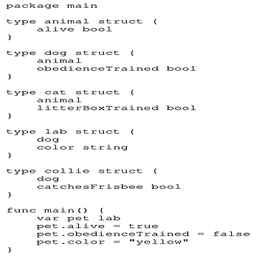 package main

type animal struct {
    alive bool
}

type dog struct {
    animal
    obedienceTrained bool
}

type cat struct {
    animal
    litterBoxTrained bool
}

type lab struct {
    dog
    color string
}

type collie struct {
    dog
    catchesFrisbee bool
}

func main() {
    var pet lab
    pet.alive = true
    pet.obedienceTrained = false
    pet.color = "yellow"
}